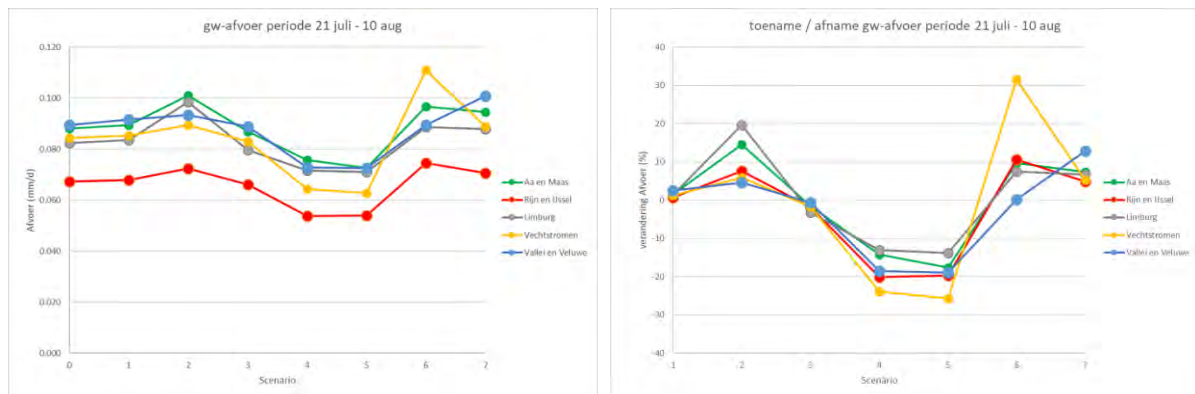 gw-afvoer periode 21 juli - 10 aug
0.120
0.100
0.080
0.060
0.040
0.020
0.000
Afvoer (mm/d)
0 1 2 3 4 5 6 7
Scenario
Aa en Maas
Rijn en IJssel
Limburg
Vechtstromen
Vallei en Veluwe
toename / afname gw-afvoer periode 21 juli - 10 aug
40
30
20
10
0
-10
-20
-30
-40
verandering Afvoer (%)
1 2 3 4 5 6 7
Scenario
Aa en Maas
Rijn en IJssel
Limburg
Vechtstromen
Vallei en Veluwe